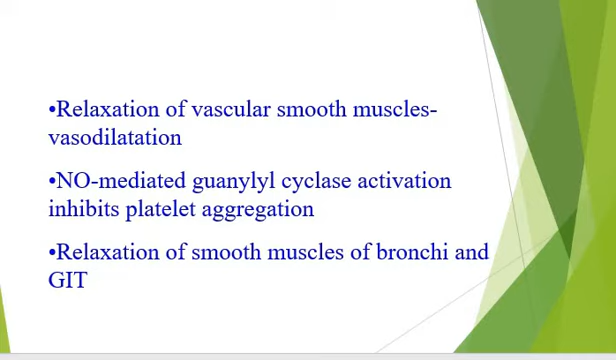 •Relaxation of vascular smooth muscles-
vasodilatation
•NO-mediated guanylyl cyclase activation
inhibits platelet aggregation
•Relaxation of smooth muscles of bronchi and
GIT